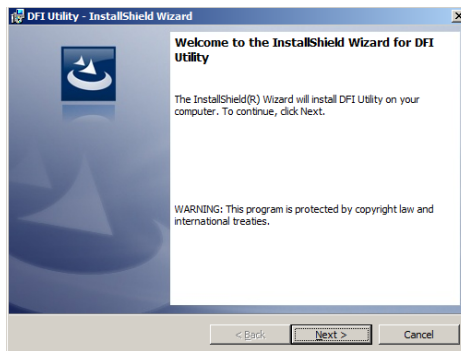 DFI Utility - InstallShield Wizard
Welcome to the InstallShield Wizard for DFI
Utility
The InstallShield(R) Wizard will install DFI Utility on your
computer. To continue, click Next.
WARNING: This program is protected by copyright law and
international treaties.
< Back
Next >
Cancel